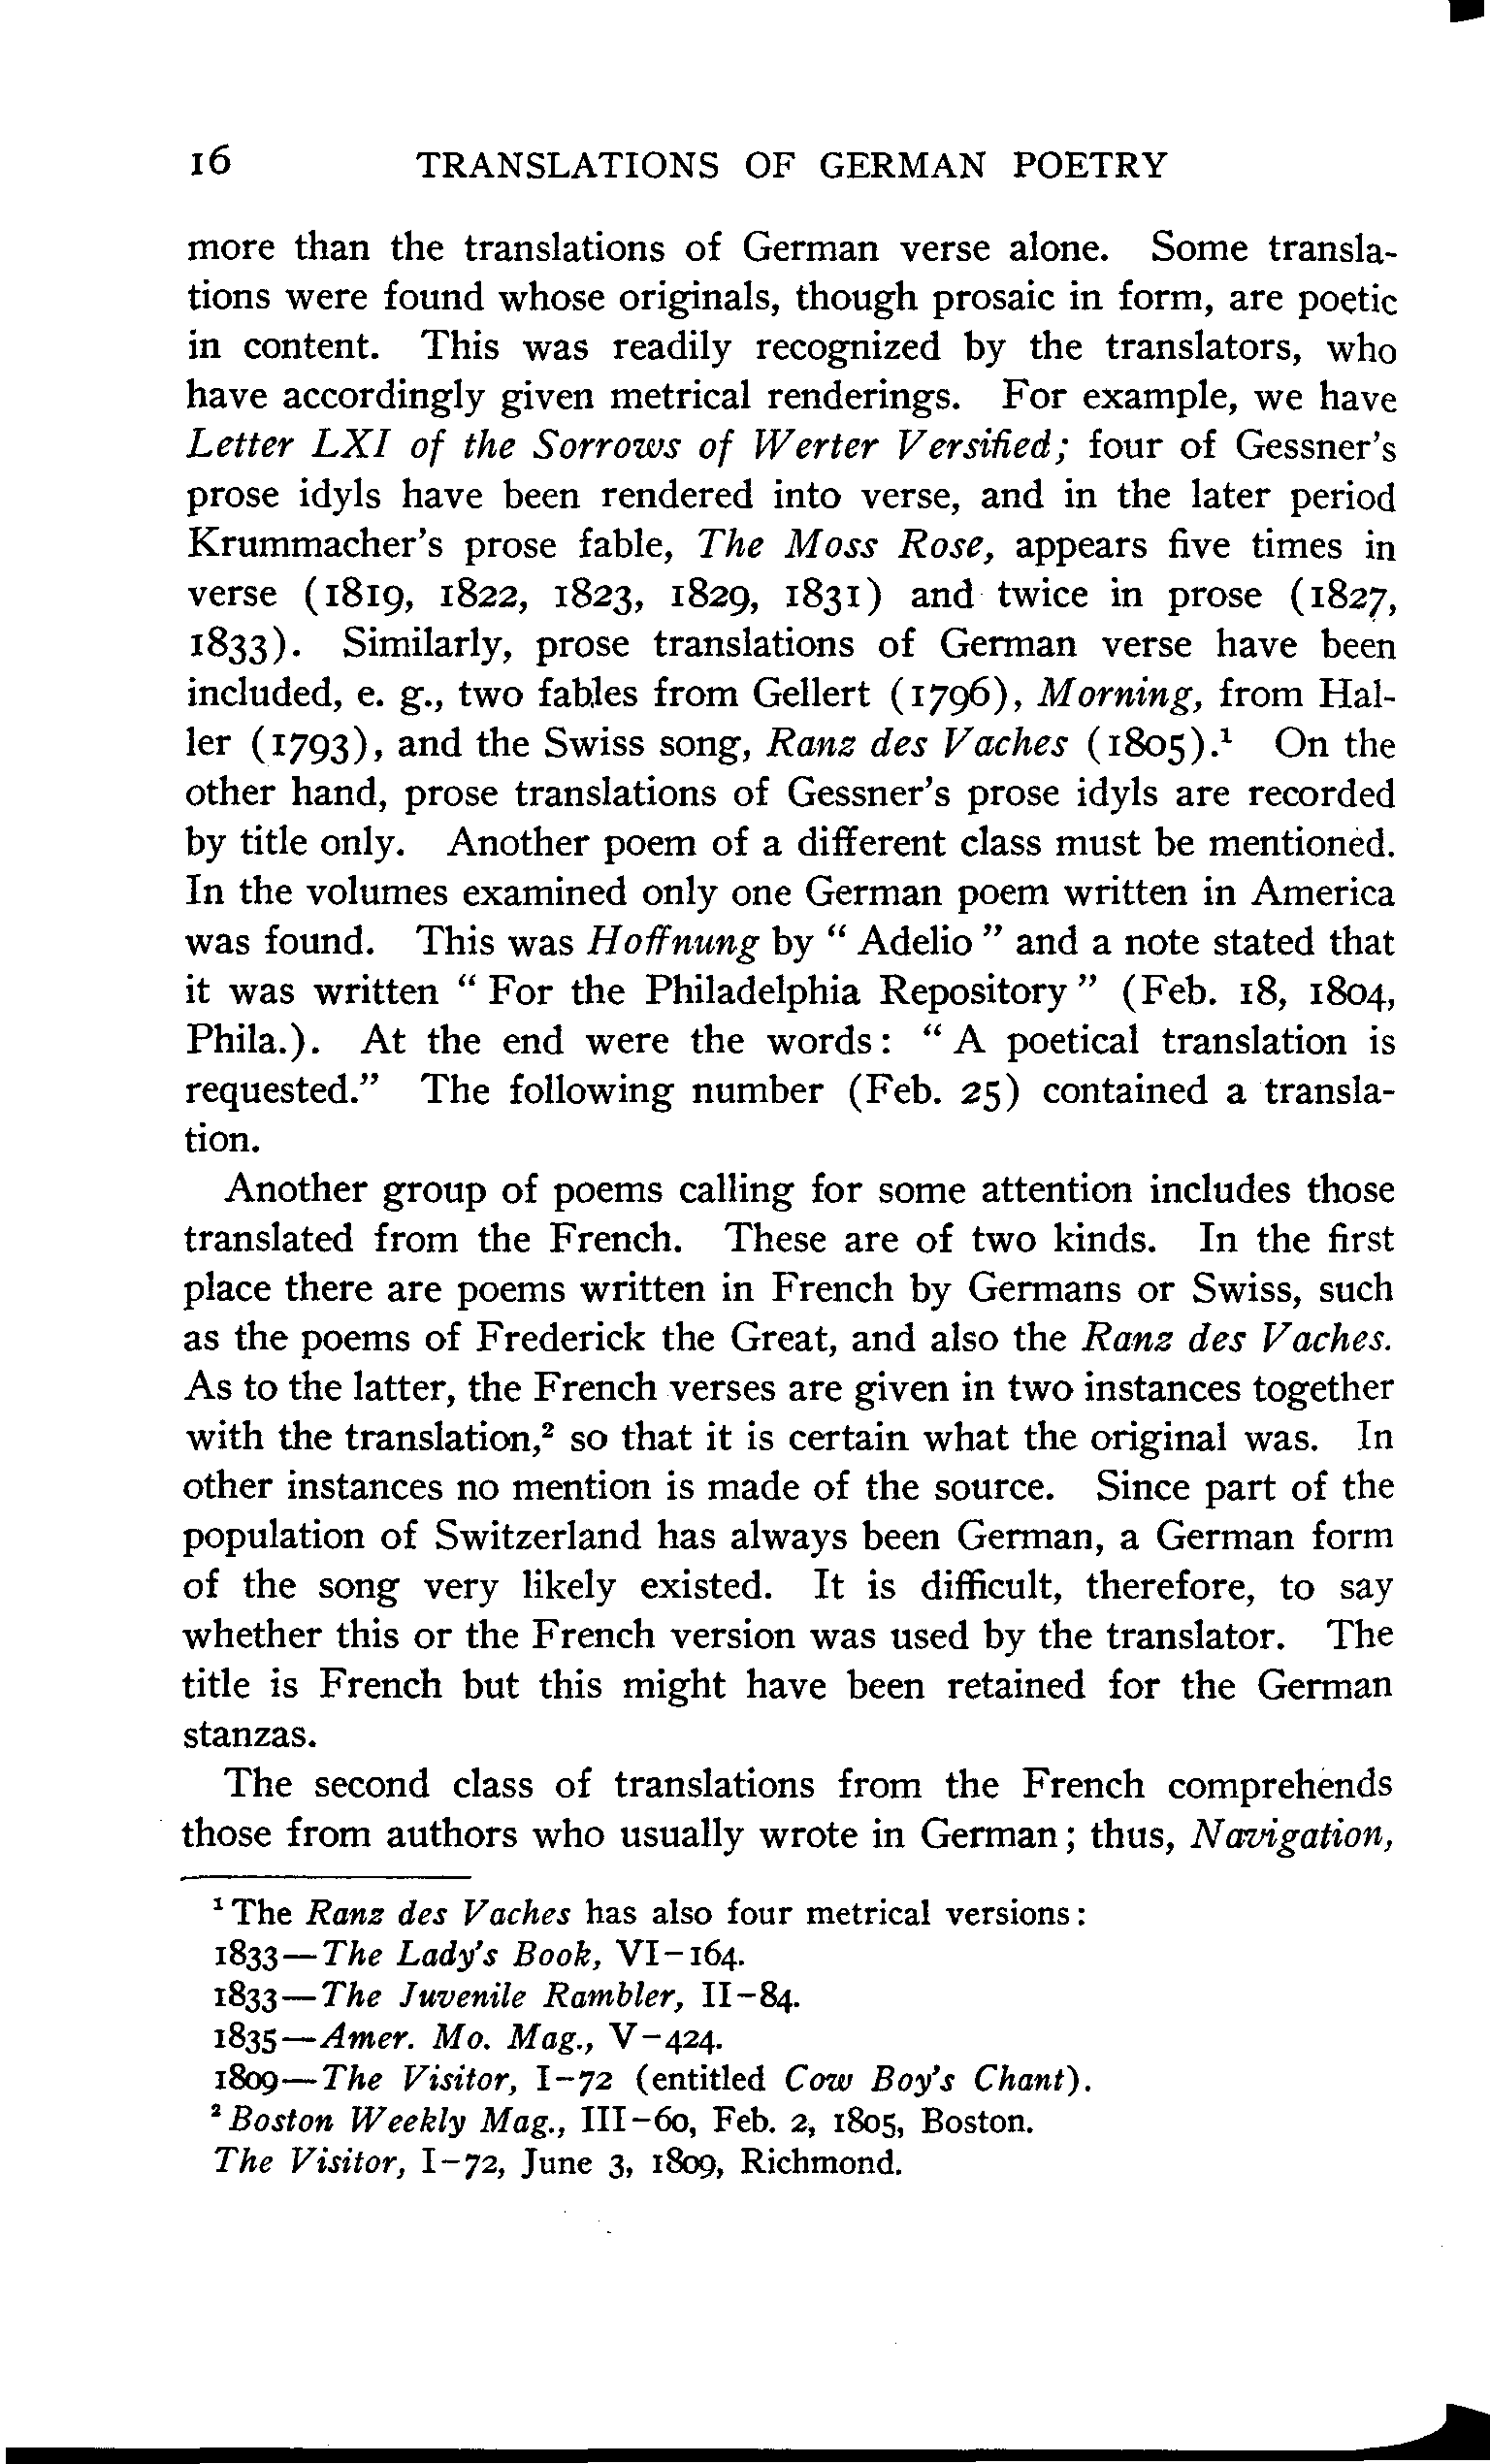 16 TRANSLATIONS OF GERMAN POETRY
more than the translations of German verse alone. Some transla-
tions were found whose originals, though prosaic in form, are poetic
in content. This was readily recognized by the translators, who
have accordingly given metrical renderings. For example, we have
Letter LXI of the Sorrows of Werter Versified; four of Gessner's
prose idyls have been rendered into verse, and in the later period
Krummacher's prose fable, The Moss Rose, appears five times in
verse (1819, 1822, 1823, 1829, 1831) and twice in prose (1827,
1833). Similarly, prose translations of German verse have been
included, e. g., two fables from Gellert (1796), Morning, from Hal-
ler (1793), and the Swiss song, Ranz des Vaches (1805).¹ On the
other hand, prose translations of Gessner's prose idyls are recorded
by title only. Another poem of a different class must be mentioned.
In the volumes examined only one German poem written in America
was found. This was Hoffnung by " Adelio " and a note stated that
it was written " For the Philadelphia Repository " (Feb. 18, 1804,
Phila.). At the end were the words: " A poetical translation is
requested." The following number (Feb. 25) contained a transla-
tion.
Another group of poems calling for some attention includes those
translated from the French. These are of two kinds. In the first
place there are poems written in French by Germans or Swiss, such
as the poems of Frederick the Great, and also the Ranz des Vaches.
As to the latter, the French verses are given in two instances together
with the translation,² so that it is certain what the original was. In
other instances no mention is made of the source. Since part of the
population of Switzerland has always been German, a German form
of the song very likely existed. It is difficult, therefore, to say
whether this or the French version was used by the translator. The
title is French but this might have been retained for the German
stanzas.
The second class of translations from the French comprehends
those from authors who usually wrote in German; thus, Navigation,
¹ The Ranz des Vaches has also four metrical versions:
1833—The Lady's Book, VI-164.
1833—The Juvenile Rambler, II-84.
1835—Amer. Mo. Mag., V-424.
1809—The Visitor, I-72 (entitled Cow Boy's Chant).
² Boston Weekly Mag., III-60, Feb. 2, 1805, Boston.
The Visitor, I-72, June 3, 1809, Richmond.